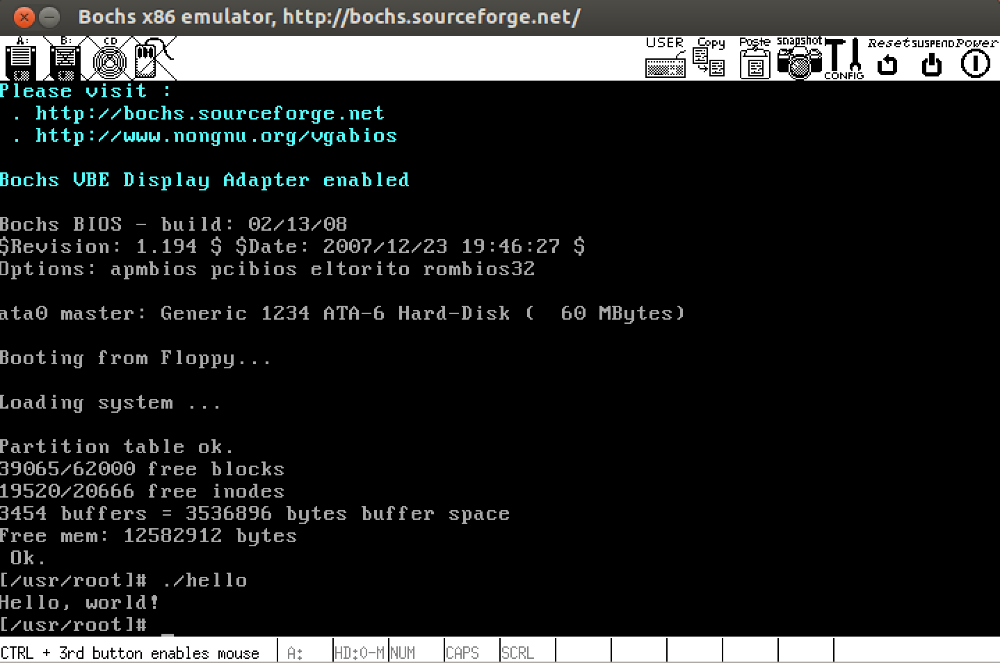 Bochs x86 emulator, http://bochs.sourceforge.net/
A: B: CD USER Copy Paste snapshot CONFIG Reset SUSPEND Power
Please visit :
 . http://bochs.sourceforge.net
 . http://www.nongnu.org/vgabios
Bochs VBE Display Adapter enabled
Bochs BIOS - build: 02/13/08
$Revision: 1.194 $ $Date: 2007/12/23 19:46:27 $
Options: apmbios pcibios eltorito rombios32
ata0 master: Generic 1234 ATA-6 Hard-Disk (  60 MBytes)
Booting from Floppy...
Loading system ...
Partition table ok.
39065/62000 free blocks
19520/20666 free inodes
3454 buffers = 3536896 bytes buffer space
Free mem: 12582912 bytes
 Ok.
[/usr/root]# ./hello
Hello, world!
[/usr/root]# _
CTRL + 3rd button enables mouse A: HD:0-M NUM CAPS SCRL